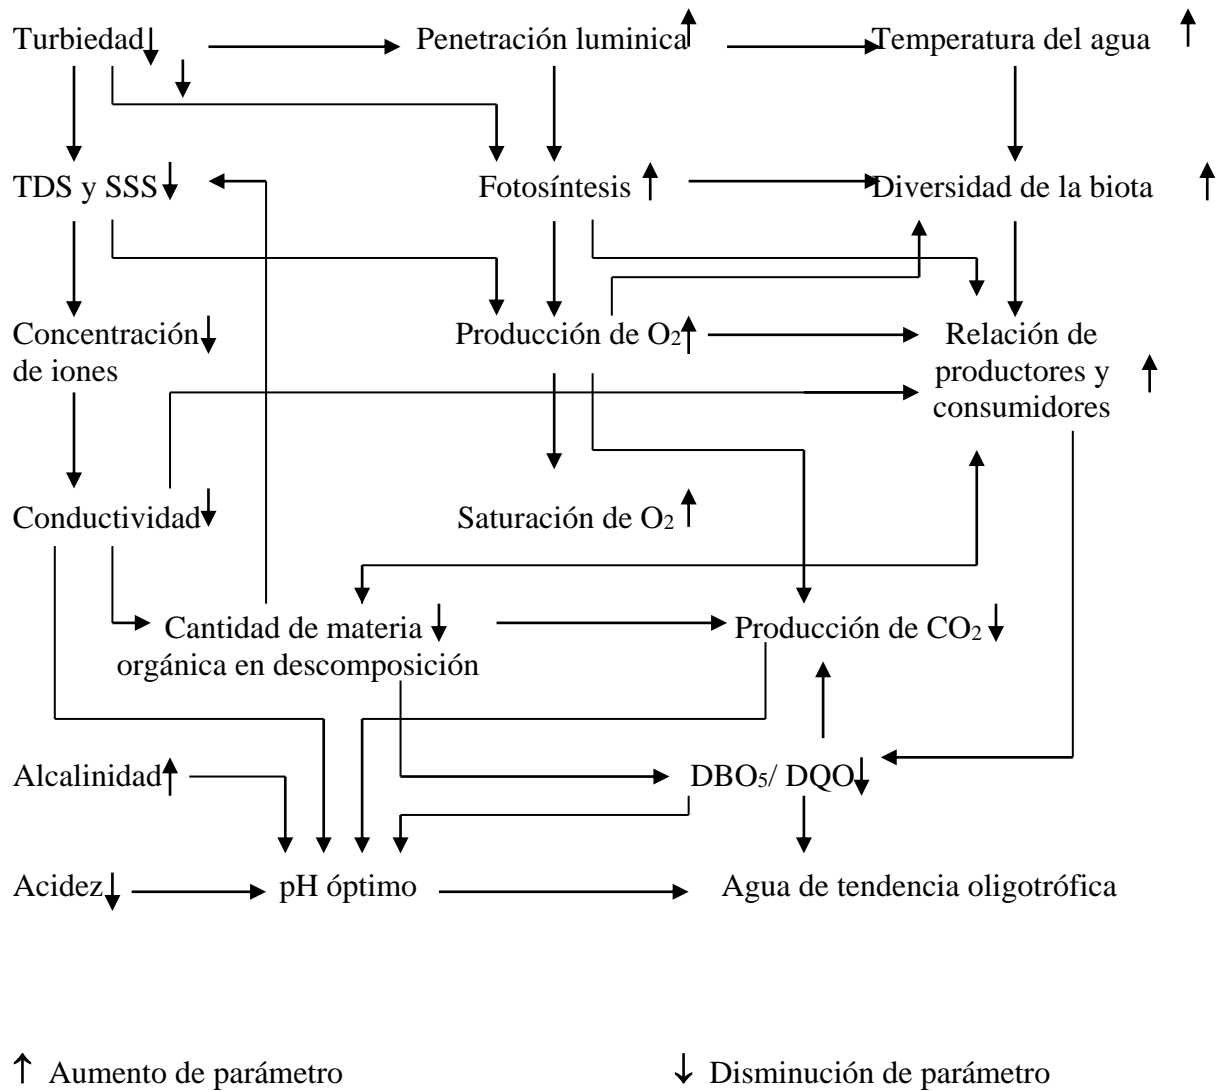 Turbiedad↓ Penetración luminica↑ Temperatura del agua ↑
↓
TDS y SSS↓ Fotosíntesis ↑ Diversidad de la biota ↑
Concentración↓ Producción de O₂↑ Relación de
de iones productores y ↑
consumidores
Conductividad↓ Saturación de O₂ ↑
Cantidad de materia ↓ Producción de CO₂ ↓
orgánica en descomposición
Alcalinidad↑ DBO₅/ DQO↓
Acidez↓ pH óptimo Agua de tendencia oligotrófica
↑ Aumento de parámetro ↓ Disminución de parámetro